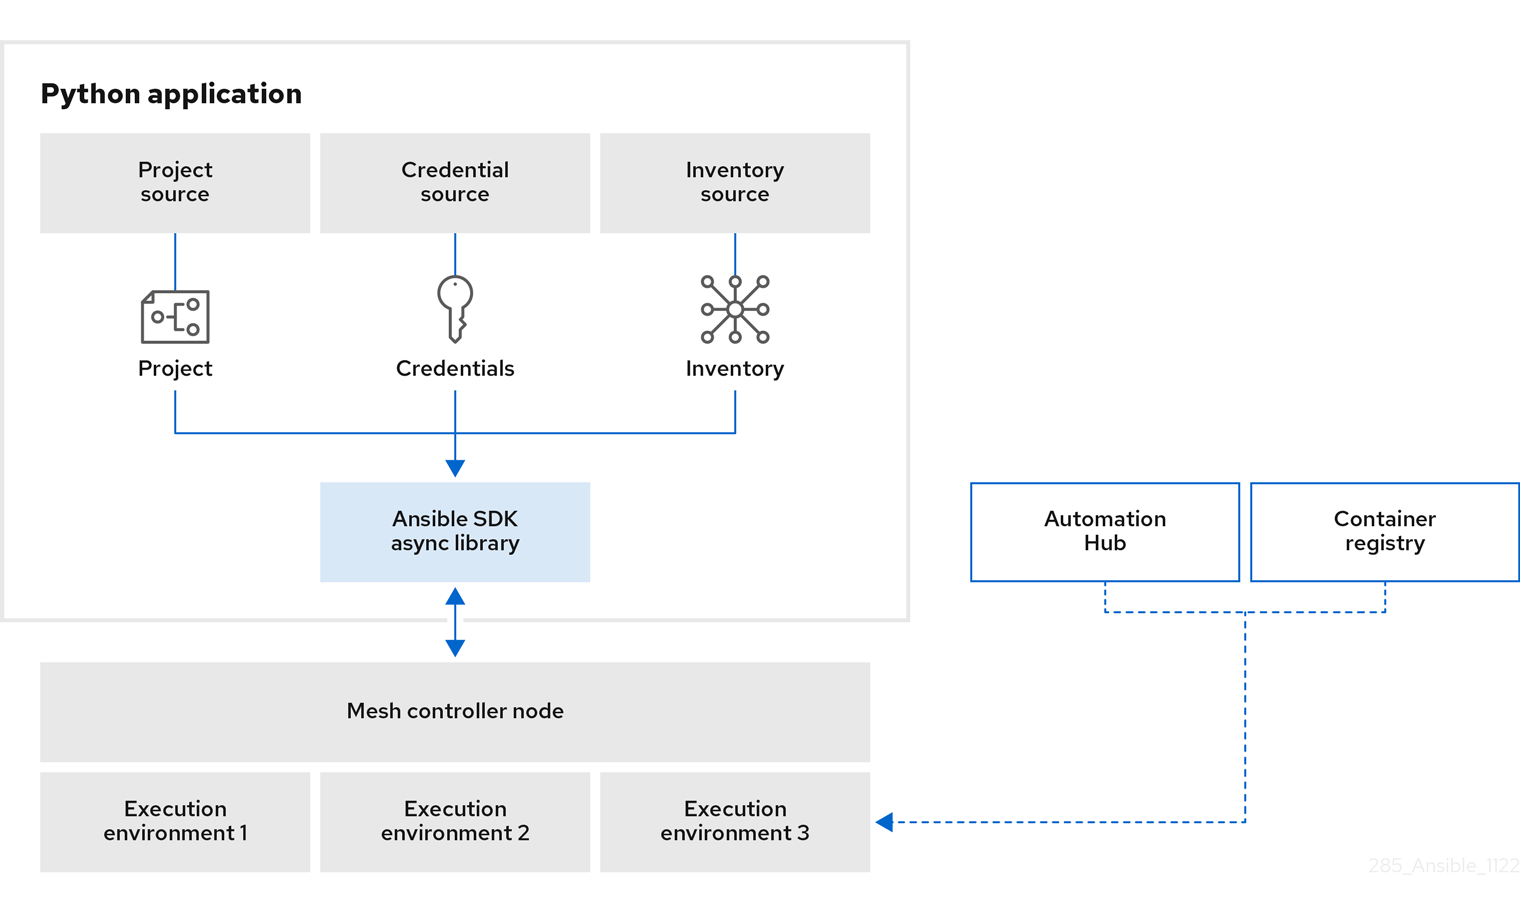 Python application
Project
source
Credential
source
Inventory
source
Project
Credentials
Inventory
Ansible SDK
async library
Automation
Hub
Container
registry
Mesh controller node
Execution
environment 1
Execution
environment 2
Execution
environment 3
285_Ansible_1122